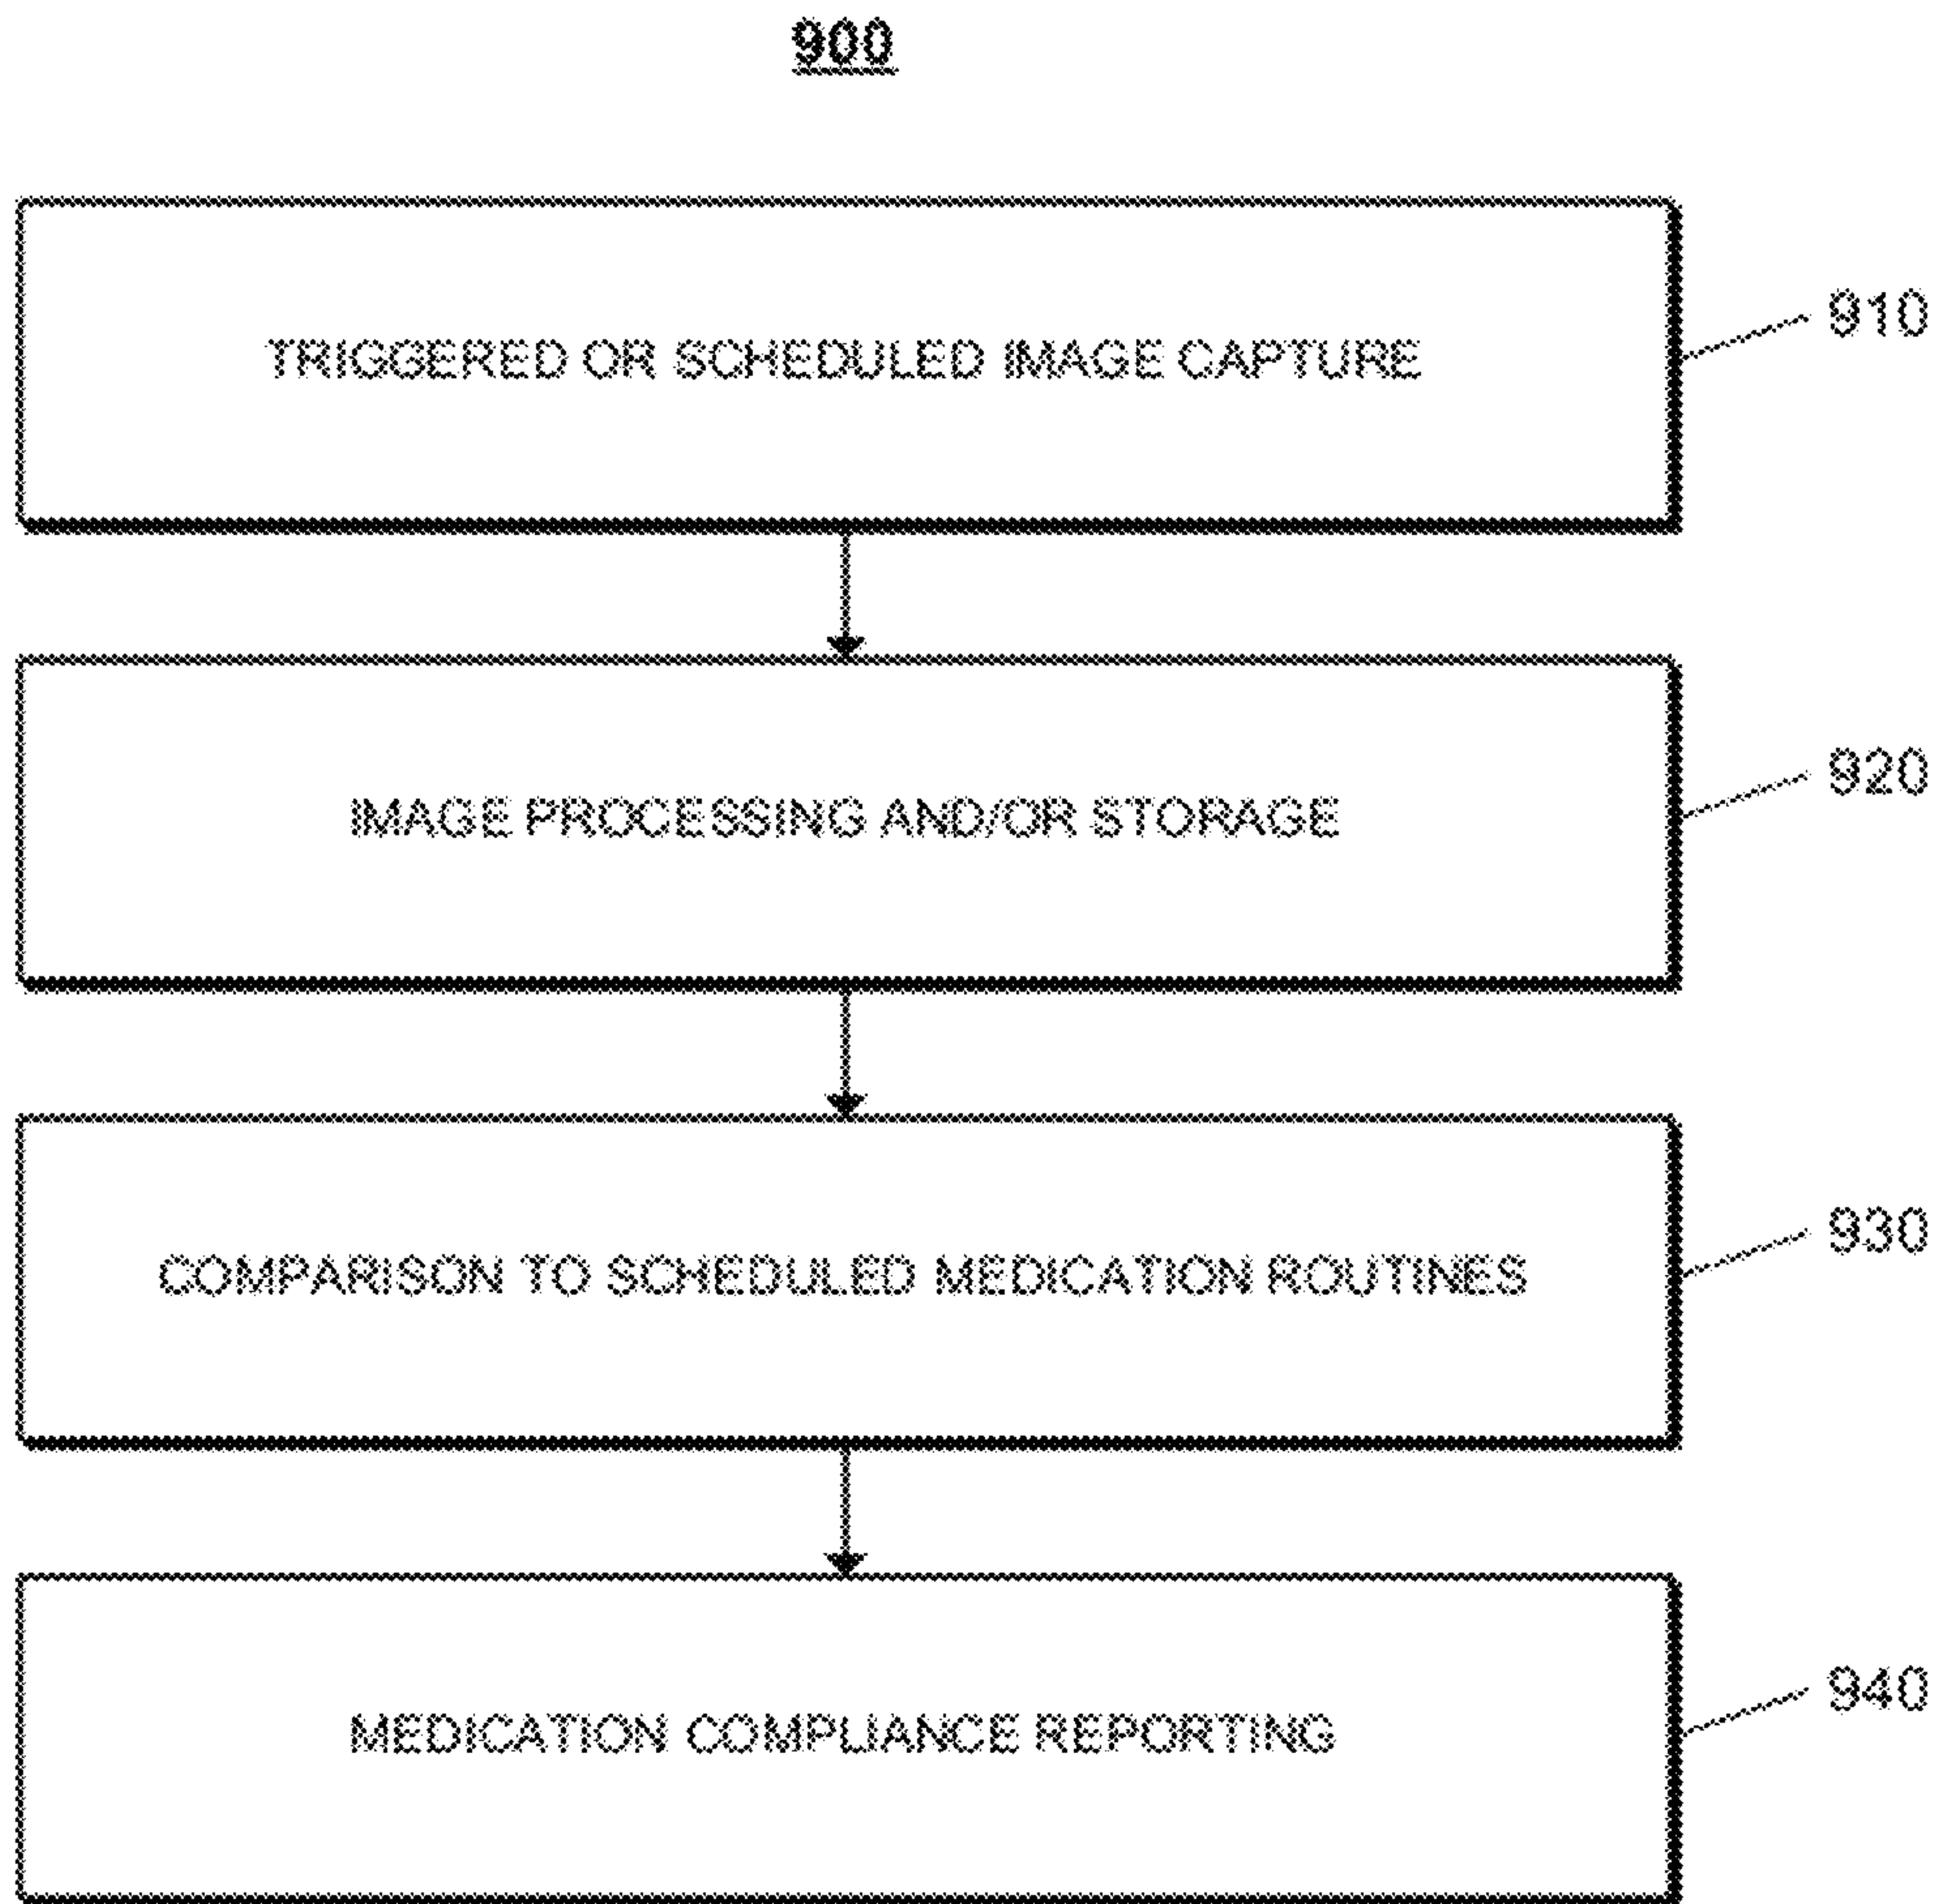 900
TRIGGERED OR SCHEDULED IMAGE CAPTURE
910
IMAGE PROCESSING AND/OR STORAGE
920
COMPARISON TO SCHEDULED MEDICATION ROUTINES
930
MEDICATION COMPLIANCE REPORTING
940